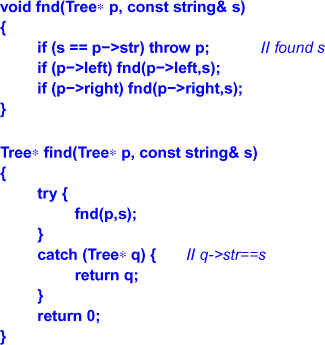 void fnd(Tree* p, const string& s)
{
if (s == p->str) throw p; // found s
if (p->left) fnd(p->left,s);
if (p->right) fnd(p->right,s);
}
Tree* find(Tree* p, const string& s)
{
try {
fnd(p,s);
}
catch (Tree* q) { // q->str==s
return q;
}
return 0;
}